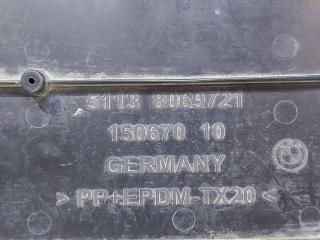 5113 8069721
150670 10
GERMANY
> PP+EPDM-TX20 <